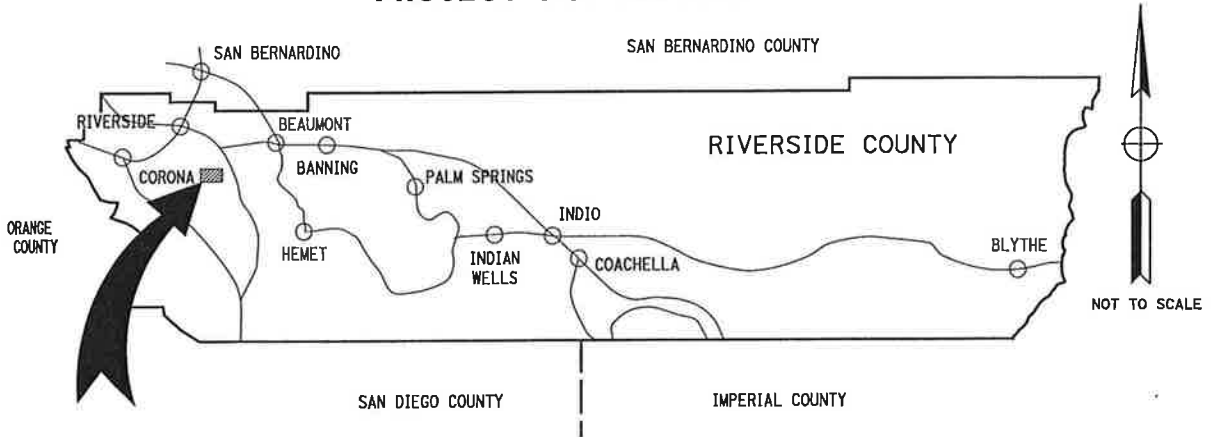 SAN BERNARDINO
SAN BERNARDINO COUNTY
RIVERSIDE
BEAUMONT
BANNING
RIVERSIDE COUNTY
CORONA
PALM SPRINGS
ORANGE
COUNTY
HEMET
INDIAN
WELLS
INDIO
COACHELLA
BLYTHE
NOT TO SCALE
SAN DIEGO COUNTY
IMPERIAL COUNTY